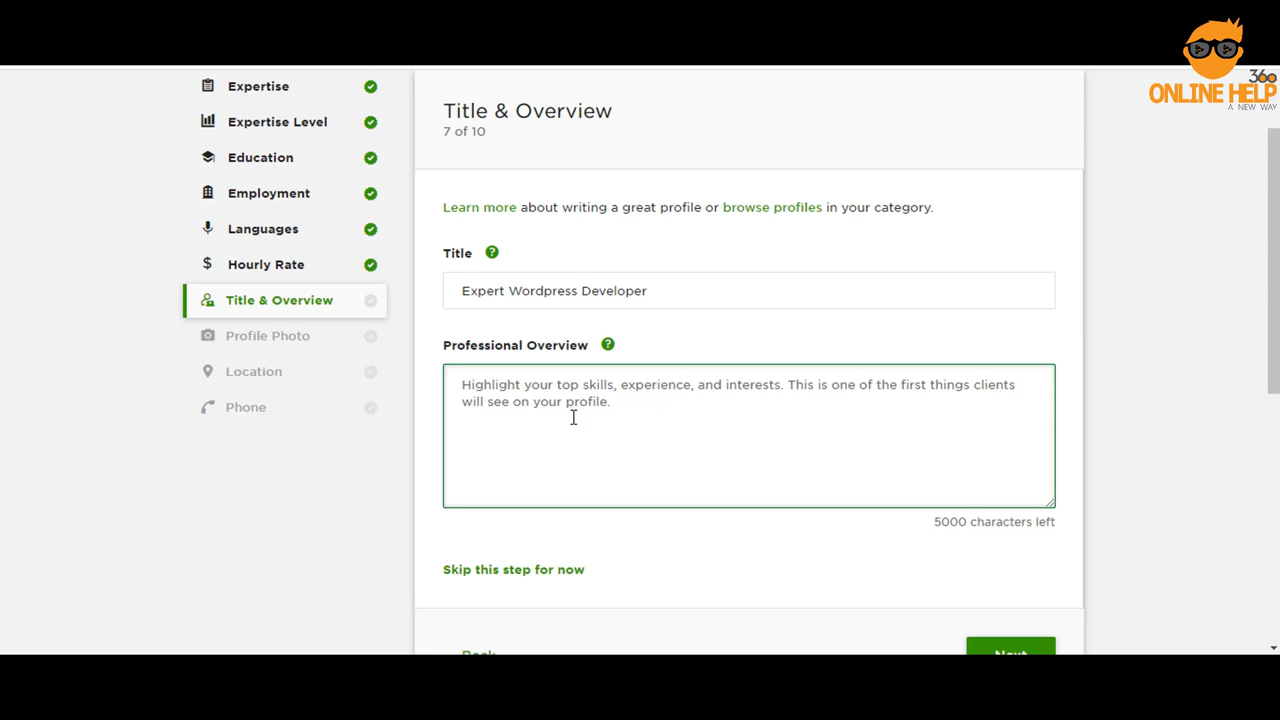 360
ONLINE HELP
A NEW WAY
Expertise
Expertise Level
Education
Employment
Languages
Hourly Rate
Title & Overview
Profile Photo
Location
Phone
Title & Overview
7 of 10
Learn more about writing a great profile or browse profiles in your category.
Title ?
Expert Wordpress Developer
Professional Overview ?
Highlight your top skills, experience, and interests. This is one of the first things clients
will see on your profile.
5000 characters left
Skip this step for now
Back
Next